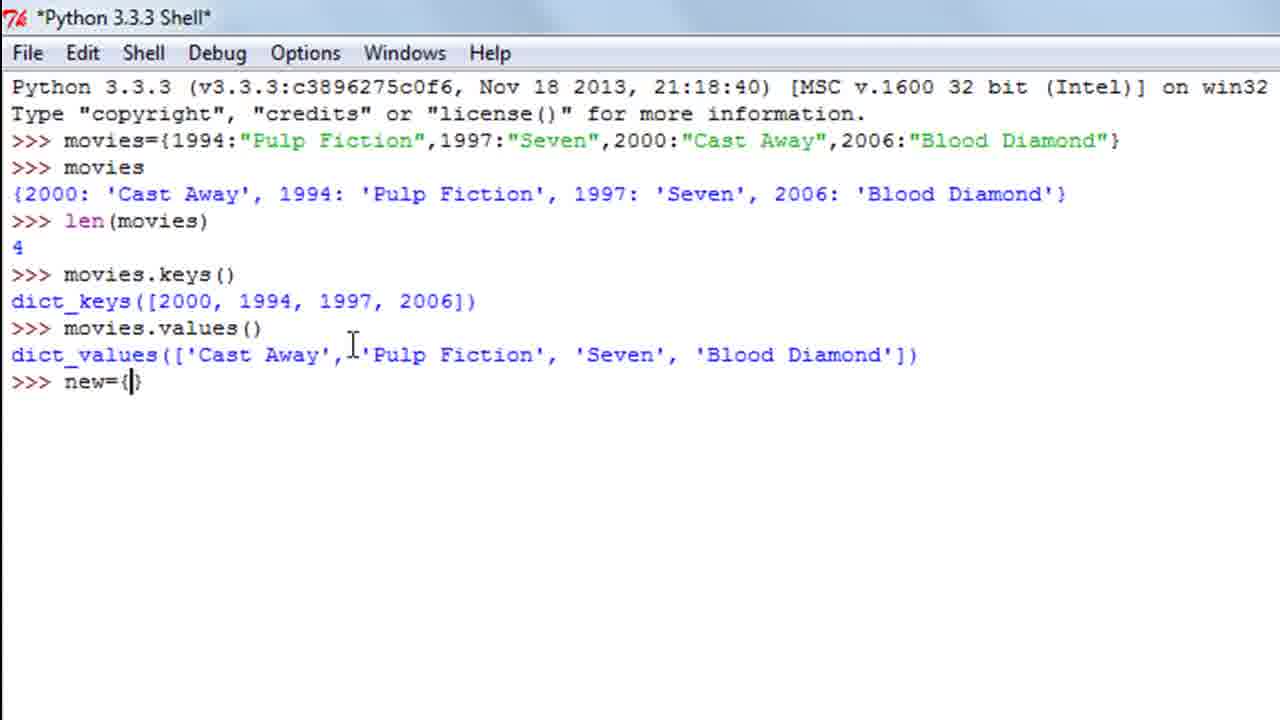 *Python 3.3.3 Shell*
File Edit Shell Debug Options Windows Help
Python 3.3.3 (v3.3.3:c3896275c0f6, Nov 18 2013, 21:18:40) [MSC v.1600 32 bit (Intel)] on win32
Type "copyright", "credits" or "license()" for more information.
>>> movies={1994:"Pulp Fiction",1997:"Seven",2000:"Cast Away",2006:"Blood Diamond"}
>>> movies
{2000: 'Cast Away', 1994: 'Pulp Fiction', 1997: 'Seven', 2006: 'Blood Diamond'}
>>> len(movies)
4
>>> movies.keys()
dict_keys([2000, 1994, 1997, 2006])
>>> movies.values()
dict_values(['Cast Away', 'Pulp Fiction', 'Seven', 'Blood Diamond'])
>>> new={}